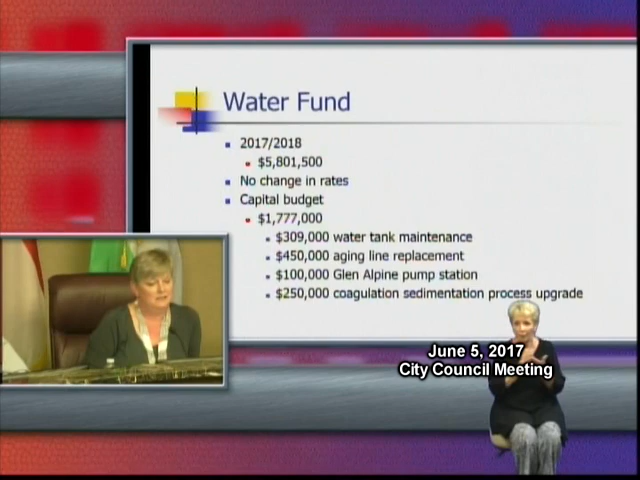 Water Fund
2017/2018
$5,801,500
No change in rates
Capital budget
$1,777,000
$309,000 water tank maintenance
$450,000 aging line replacement
$100,000 Glen Alpine pump station
$250,000 coagulation sedimentation process upgrade
June 5, 2017
City Council Meeting